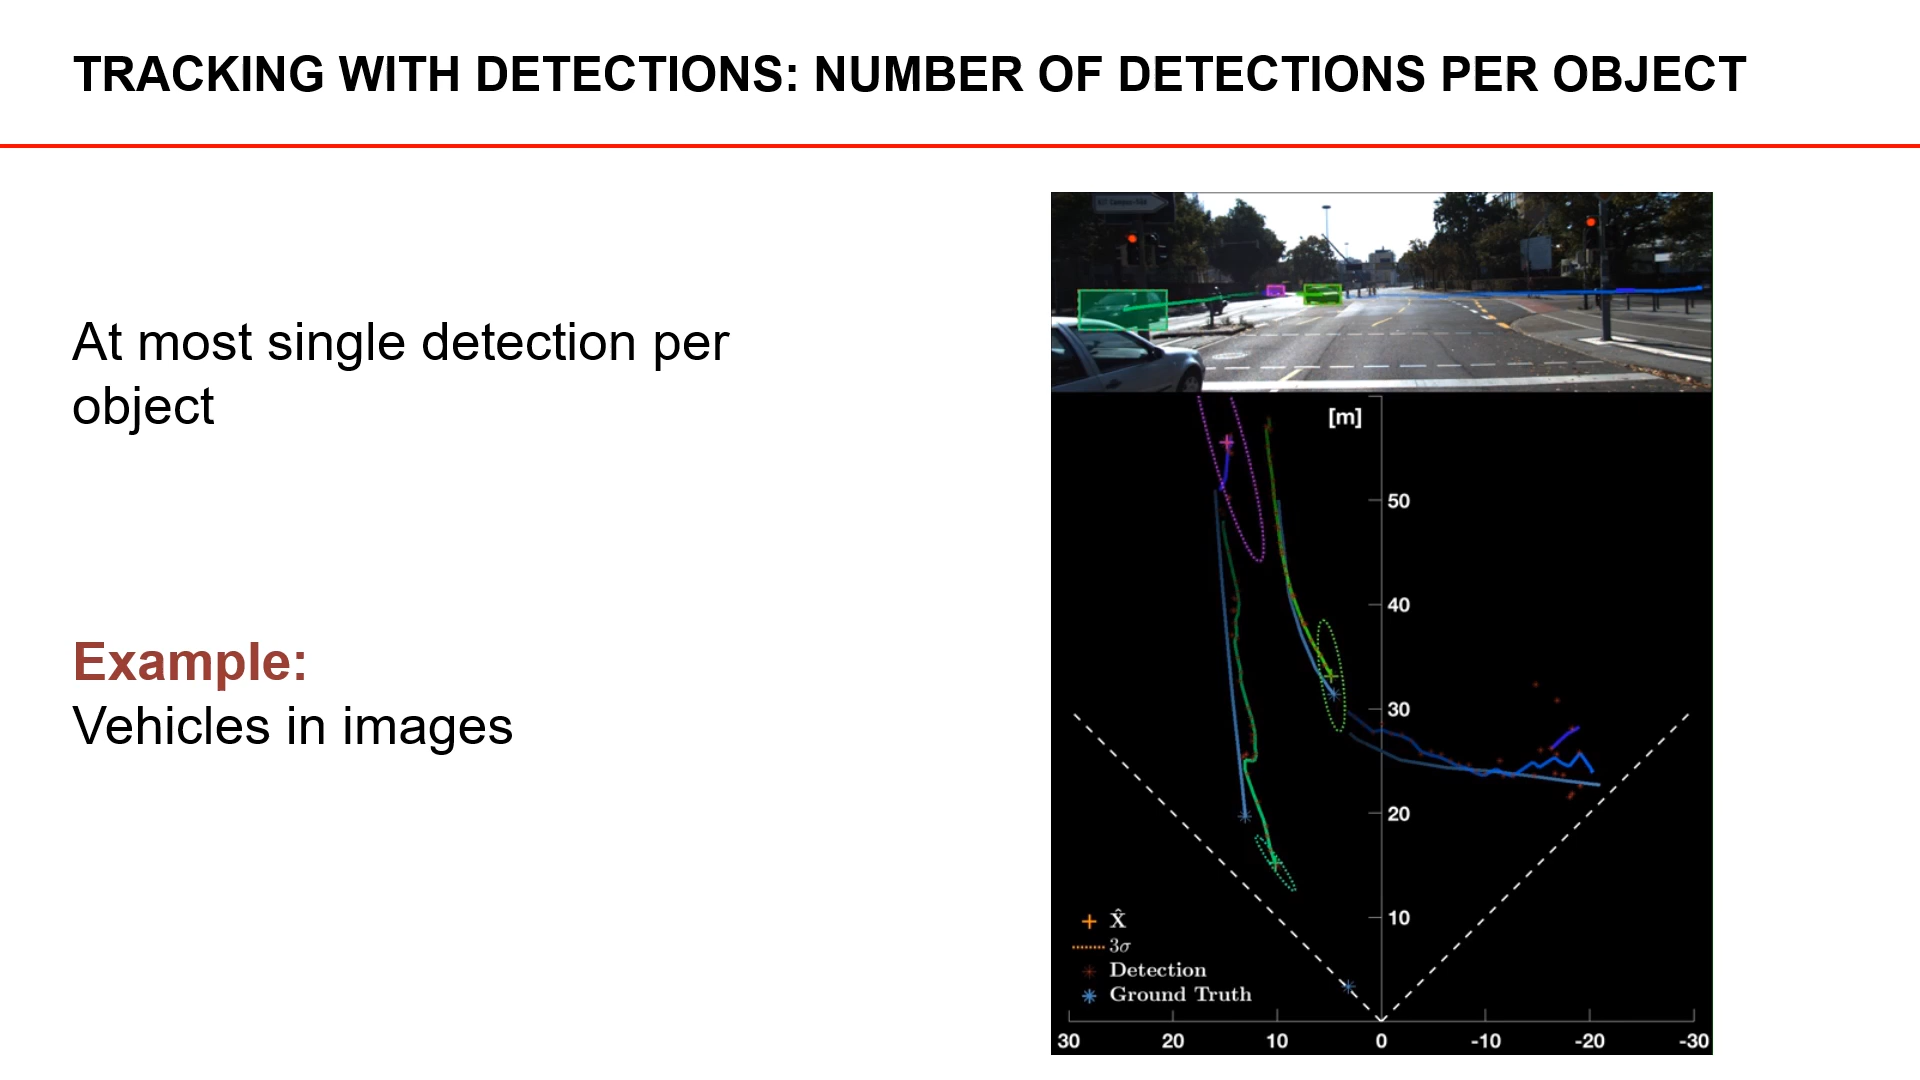 TRACKING WITH DETECTIONS: NUMBER OF DETECTIONS PER OBJECT
At most single detection per
object
Example:
Vehicles in images
[m]
50
40
30
20
10
X̂
3σ
Detection
Ground Truth
30 20 10 0 -10 -20 -30